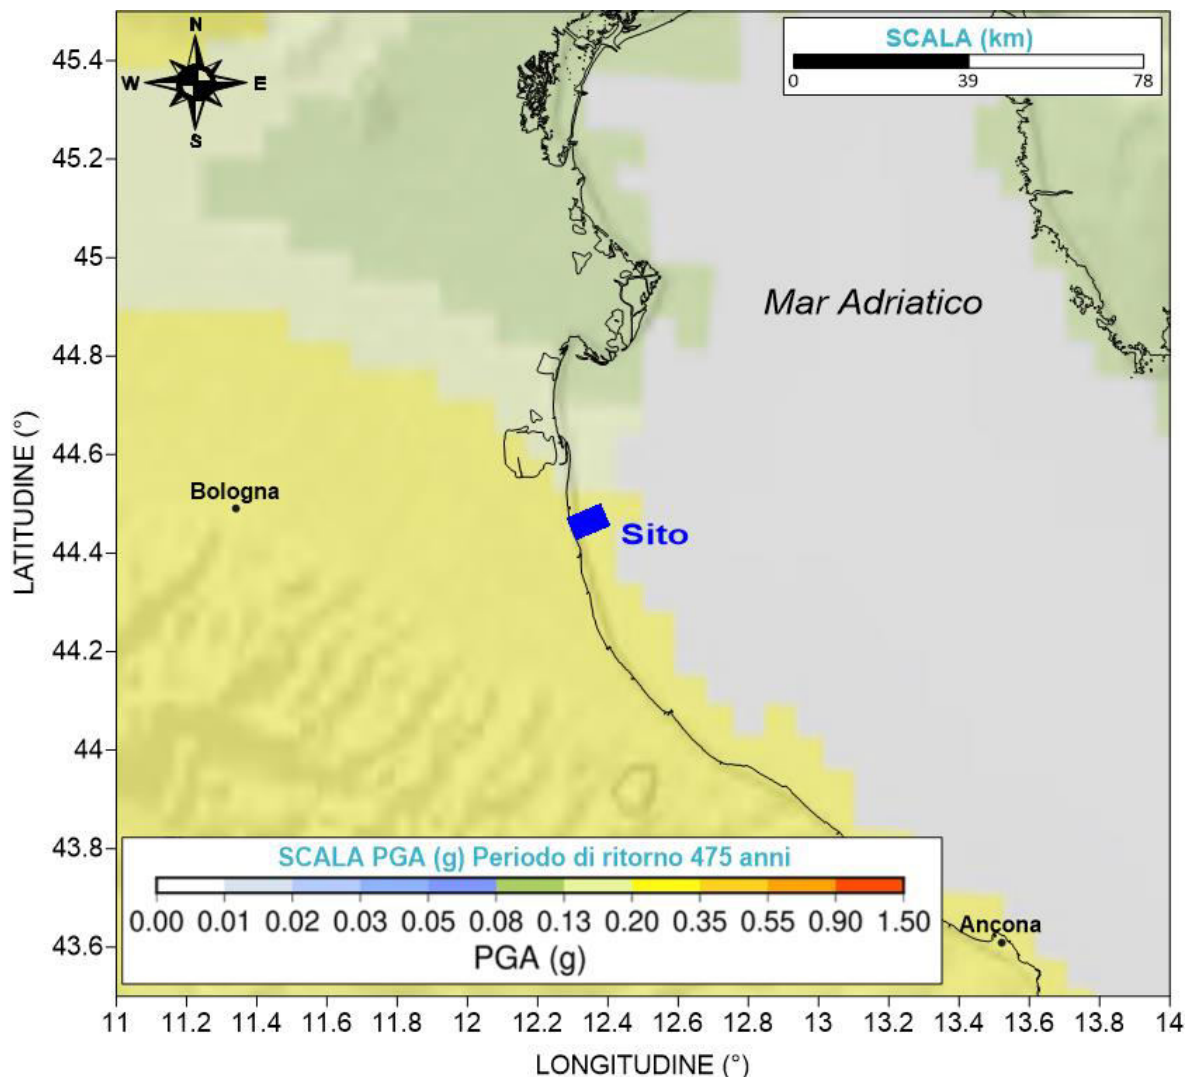 N
W E
S
SCALA (km)
0 39 78
45.4
45.2
45
44.8
44.6
44.4
44.2
44
43.8
43.6
LATITUDINE (°)
Mar Adriatico
Bologna
Sito
SCALA PGA (g) Periodo di ritorno 475 anni
0.00 0.01 0.02 0.03 0.05 0.08 0.13 0.20 0.35 0.55 0.90 1.50
PGA (g)
Ancona
11 11.2 11.4 11.6 11.8 12 12.2 12.4 12.6 12.8 13 13.2 13.4 13.6 13.8 14
LONGITUDINE (°)